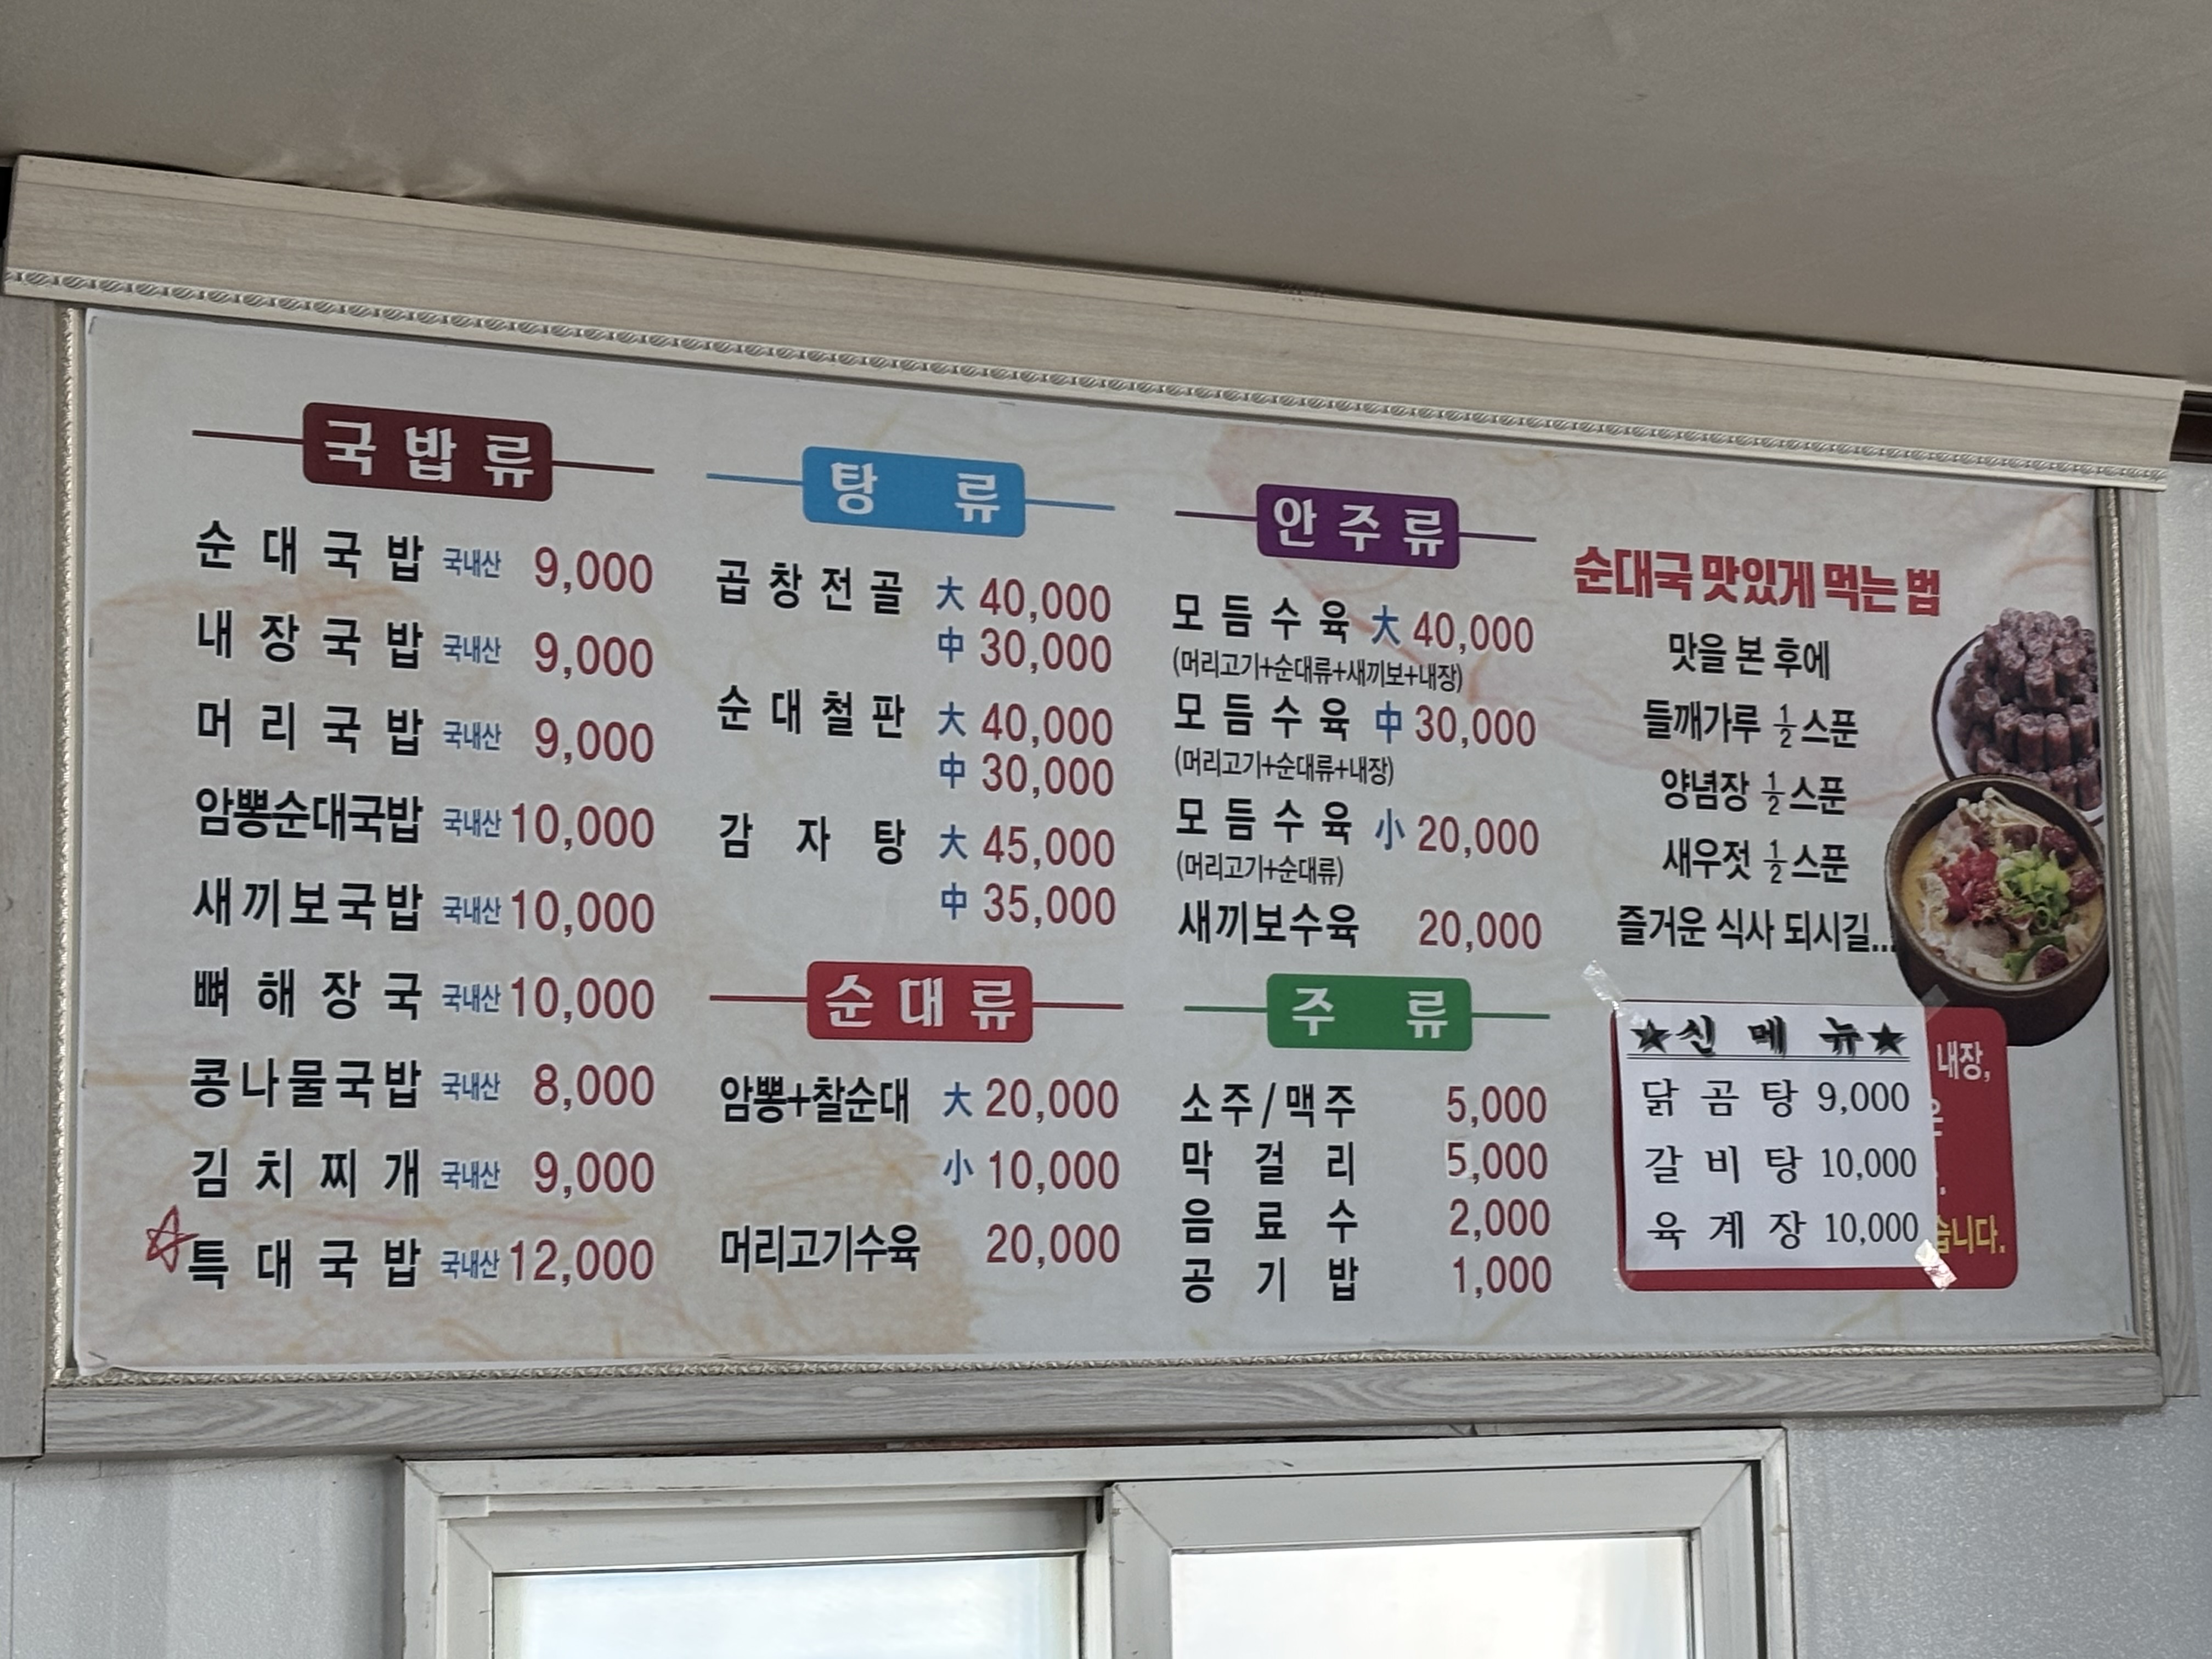 국밥류
순대국밥 국내산 9,000
내장국밥 국내산 9,000
머리국밥 국내산 9,000
암뽕순대국밥 국내산 10,000
새끼보국밥 국내산 10,000
뼈해장국 국내산 10,000
콩나물국밥 국내산 8,000
김치찌개 국내산 9,000
특대국밥 국내산 12,000
탕류
곱창전골 大 40,000
中 30,000
순대철판 大 40,000
中 30,000
감자탕 大 45,000
中 35,000
순대류
암뽕+찰순대 大 20,000
小 10,000
머리고기수육 20,000
안주류
모듬수육 大 40,000
(머리고기+순대류+새끼보+내장)
모듬수육 中 30,000
(머리고기+순대류+내장)
모듬수육 小 20,000
(머리고기+순대류)
새끼보수육 20,000
주류
소주/맥주 5,000
막걸리 5,000
음료수 2,000
공기밥 1,000
순대국 맛있게 먹는 법
맛을 본 후에
들깨가루 1/2 스푼
양념장 1/2 스푼
새우젓 1/2 스푼
즐거운 식사 되시길...
★신메뉴★
닭곰탕 9,000
갈비탕 10,000
육계장 10,000
내장,
습니다.